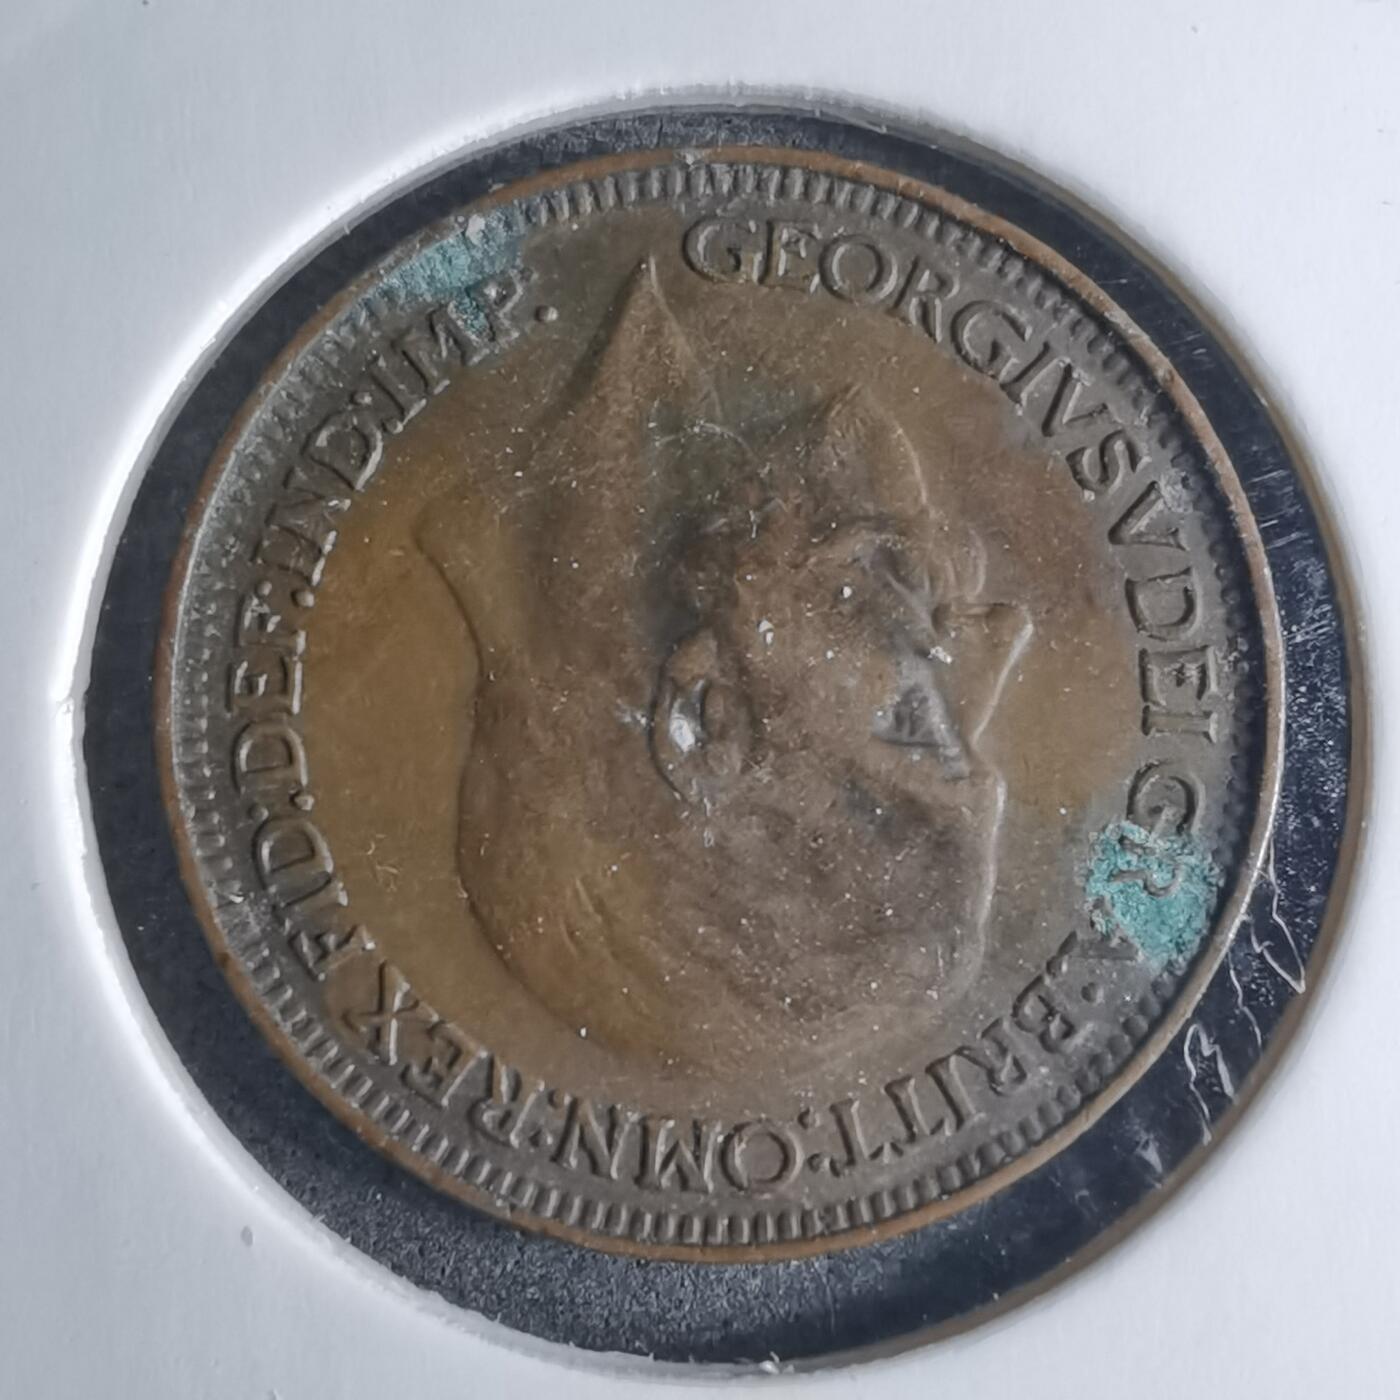 GEORGIVS V DEI GRA: BRITT: OMN: REX FID: DEF: IND: IMP.